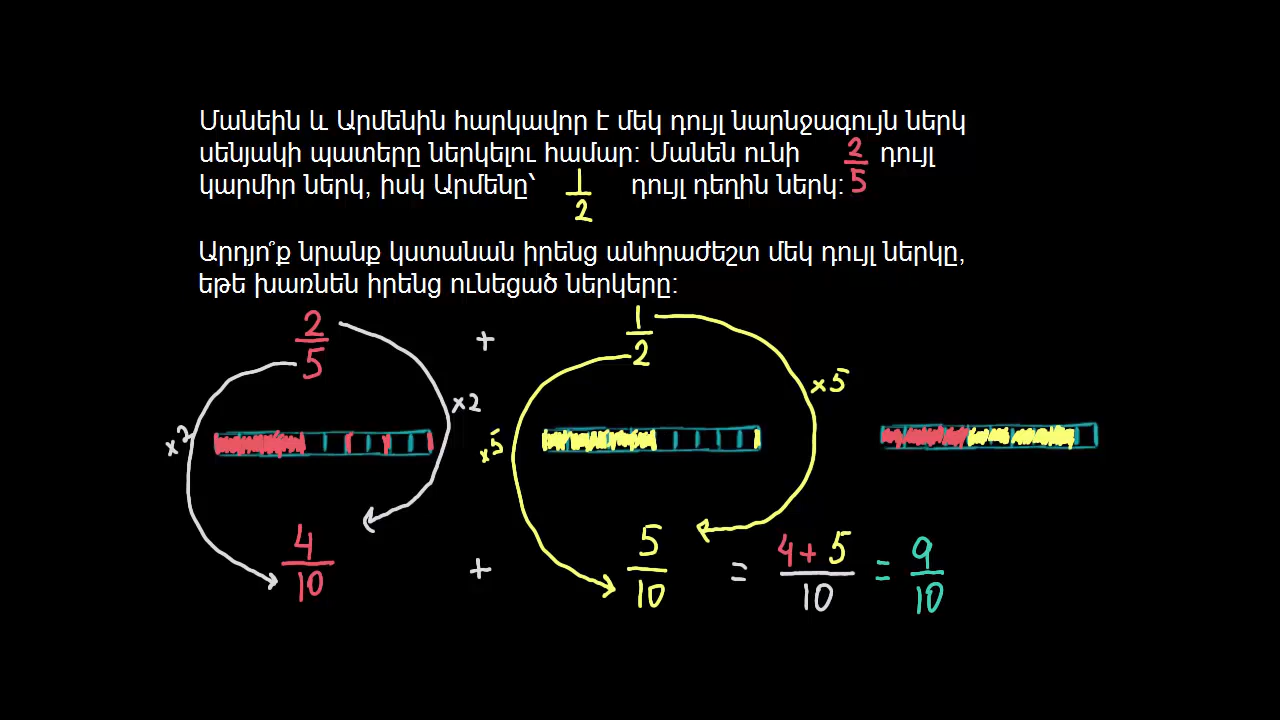 Մանեին և Արմենին հարկավոր է մեկ դույլ նարնջագույն ներկ
սենյակի պատերը ներկելու համար: Մանեն ունի 2/5 դույլ
կարմիր ներկ, իսկ Արմենը՝ 1/2 դույլ դեղին ներկ:
Արդյո՞ք նրանք կստանան իրենց անհրաժեշտ մեկ դույլ ներկը,
եթե խառնեն իրենց ունեցած ներկերը:
2/5 + 1/2
×5
×2
×2 ×5
4/10 + 5/10 = 4+5/10 = 9/10